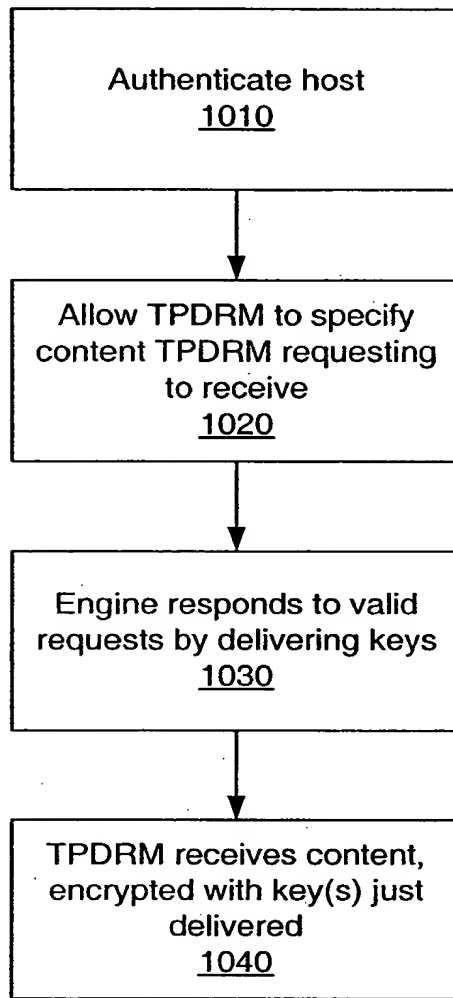 Authenticate host
1010
Allow TPDRM to specify
content TPDRM requesting
to receive
1020
Engine responds to valid
requests by delivering keys
1030
TPDRM receives content,
encrypted with key(s) just
delivered
1040